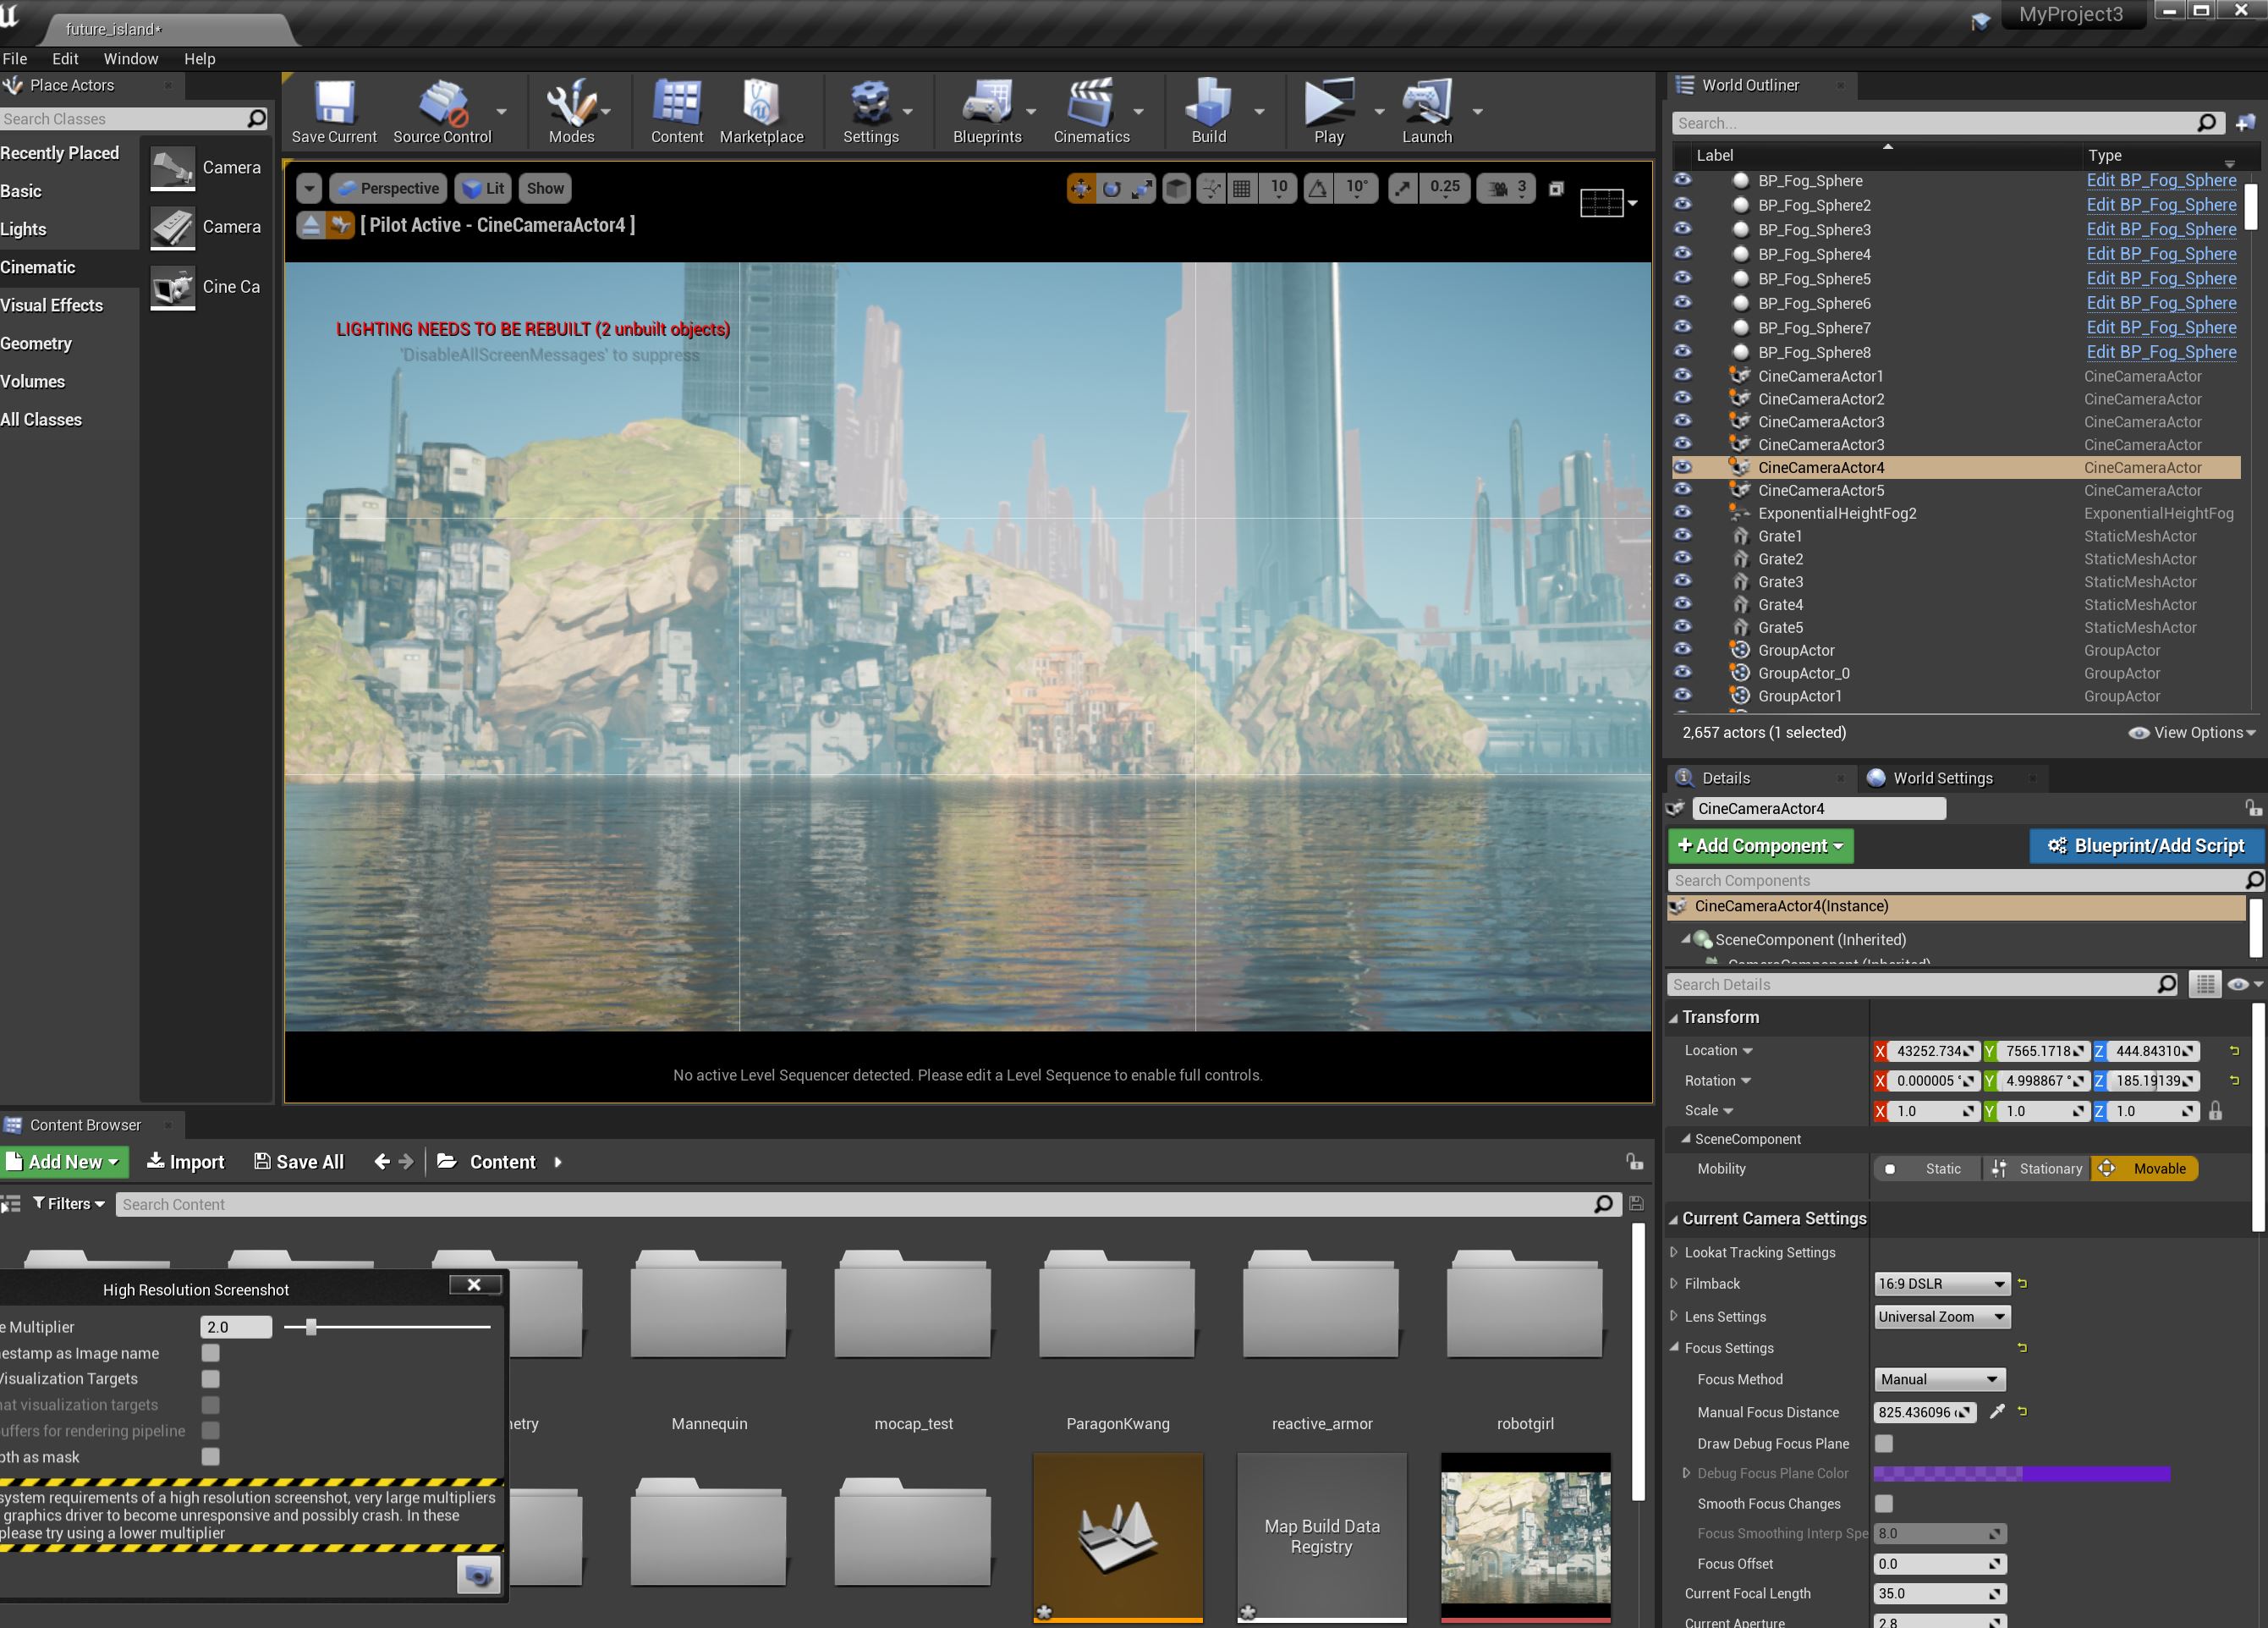 future_island*
MyProject3
File Edit Window Help
Place Actors
Search Classes
Recently Placed
Basic
Lights
Cinematic
Visual Effects
Geometry
Volumes
All Classes
Camera
Camera
Cine Ca
Save Current
Source Control
Modes
Content
Marketplace
Settings
Blueprints
Cinematics
Build
Play
Launch
Perspective Lit Show
10 10° 0.25 3
[ Pilot Active - CineCameraActor4 ]
LIGHTING NEEDS TO BE REBUILT (2 unbuilt objects)
'DisableAllScreenMessages' to suppress
No active Level Sequencer detected. Please edit a Level Sequence to enable full controls.
World Outliner
Search...
Label Type
BP_Fog_Sphere Edit BP_Fog_Sphere
BP_Fog_Sphere2 Edit BP_Fog_Sphere
BP_Fog_Sphere3 Edit BP_Fog_Sphere
BP_Fog_Sphere4 Edit BP_Fog_Sphere
BP_Fog_Sphere5 Edit BP_Fog_Sphere
BP_Fog_Sphere6 Edit BP_Fog_Sphere
BP_Fog_Sphere7 Edit BP_Fog_Sphere
BP_Fog_Sphere8 Edit BP_Fog_Sphere
CineCameraActor1 CineCameraActor
CineCameraActor2 CineCameraActor
CineCameraActor3 CineCameraActor
CineCameraActor3 CineCameraActor
CineCameraActor4 CineCameraActor
CineCameraActor5 CineCameraActor
ExponentialHeightFog2 ExponentialHeightFog
Grate1 StaticMeshActor
Grate2 StaticMeshActor
Grate3 StaticMeshActor
Grate4 StaticMeshActor
Grate5 StaticMeshActor
GroupActor GroupActor
GroupActor_0 GroupActor
GroupActor1 GroupActor
2,657 actors (1 selected) View Options
Details World Settings
CineCameraActor4
+ Add Component Blueprint/Add Script
Search Components
CineCameraActor4(Instance)
SceneComponent (Inherited)
CameraComponent (Inherited)
Search Details
Transform
Location X 43252.734 Y 7565.1718 Z 444.84310
Rotation X 0.000005 ° Y 4.998867 ° Z 185.19139
Scale X 1.0 Y 1.0 Z 1.0
SceneComponent
Mobility Static Stationary Movable
Current Camera Settings
Lookat Tracking Settings
Filmback 16:9 DSLR
Lens Settings Universal Zoom
Focus Settings
Focus Method Manual
Manual Focus Distance 825.436096
Draw Debug Focus Plane
Debug Focus Plane Color
Smooth Focus Changes
Focus Smoothing Interp Spe 8.0
Focus Offset 0.0
Current Focal Length 35.0
Current Aperture 2.8
Content Browser
Add New Import Save All Content
Filters Search Content
High Resolution Screenshot
e Multiplier 2.0
nestamp as Image name
Visualization Targets
nat visualization targets
uffers for rendering pipeline
pth as mask
system requirements of a high resolution screenshot, very large multipliers
graphics driver to become unresponsive and possibly crash. In these
please try using a lower multiplier
netry
Mannequin
mocap_test
ParagonKwang
reactive_armor
robotgirl
Map Build Data
Registry